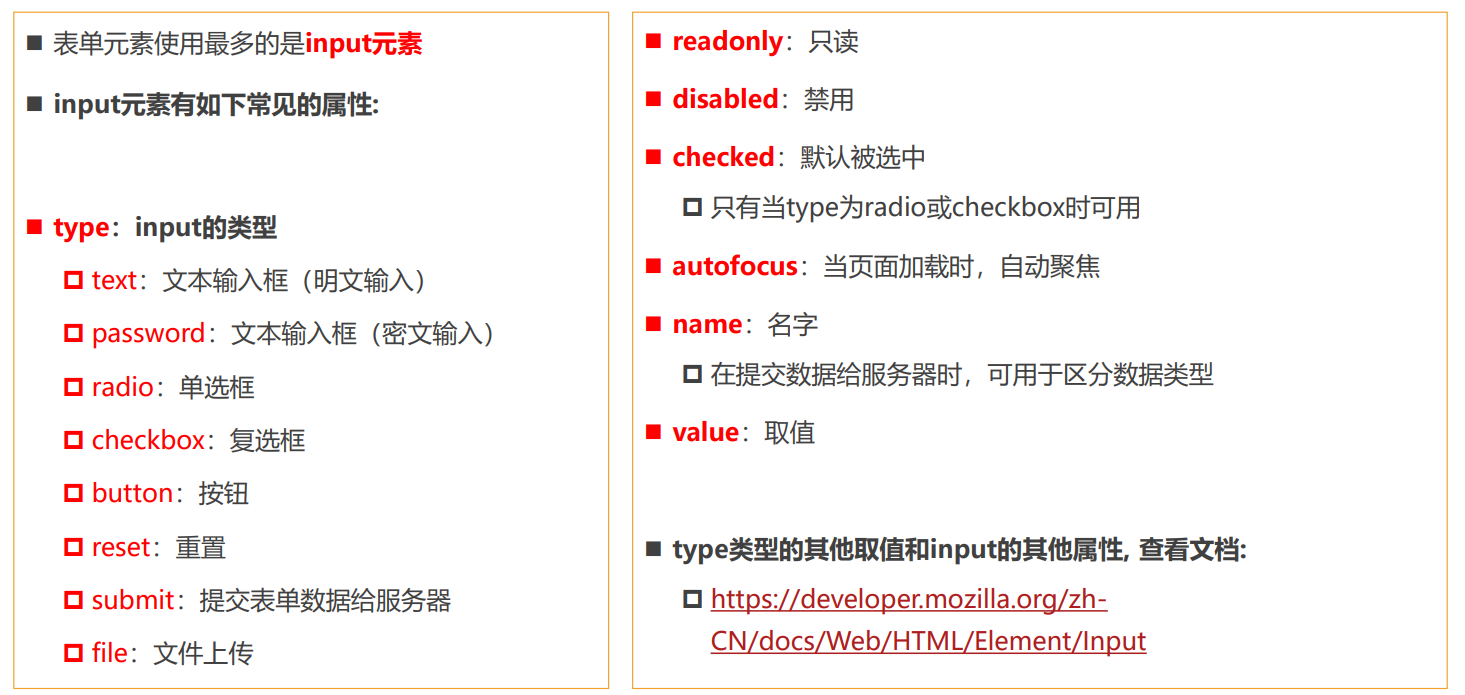 表单元素使用最多的是input元素
input元素有如下常见的属性:
type：input的类型
text：文本输入框（明文输入）
password：文本输入框（密文输入）
radio：单选框
checkbox：复选框
button：按钮
reset：重置
submit：提交表单数据给服务器
file：文件上传
readonly：只读
disabled：禁用
checked：默认被选中
只有当type为radio或checkbox时可用
autofocus：当页面加载时，自动聚焦
name：名字
在提交数据给服务器时，可用于区分数据类型
value：取值
type类型的其他取值和input的其他属性, 查看文档:
https://developer.mozilla.org/zh-
CN/docs/Web/HTML/Element/Input